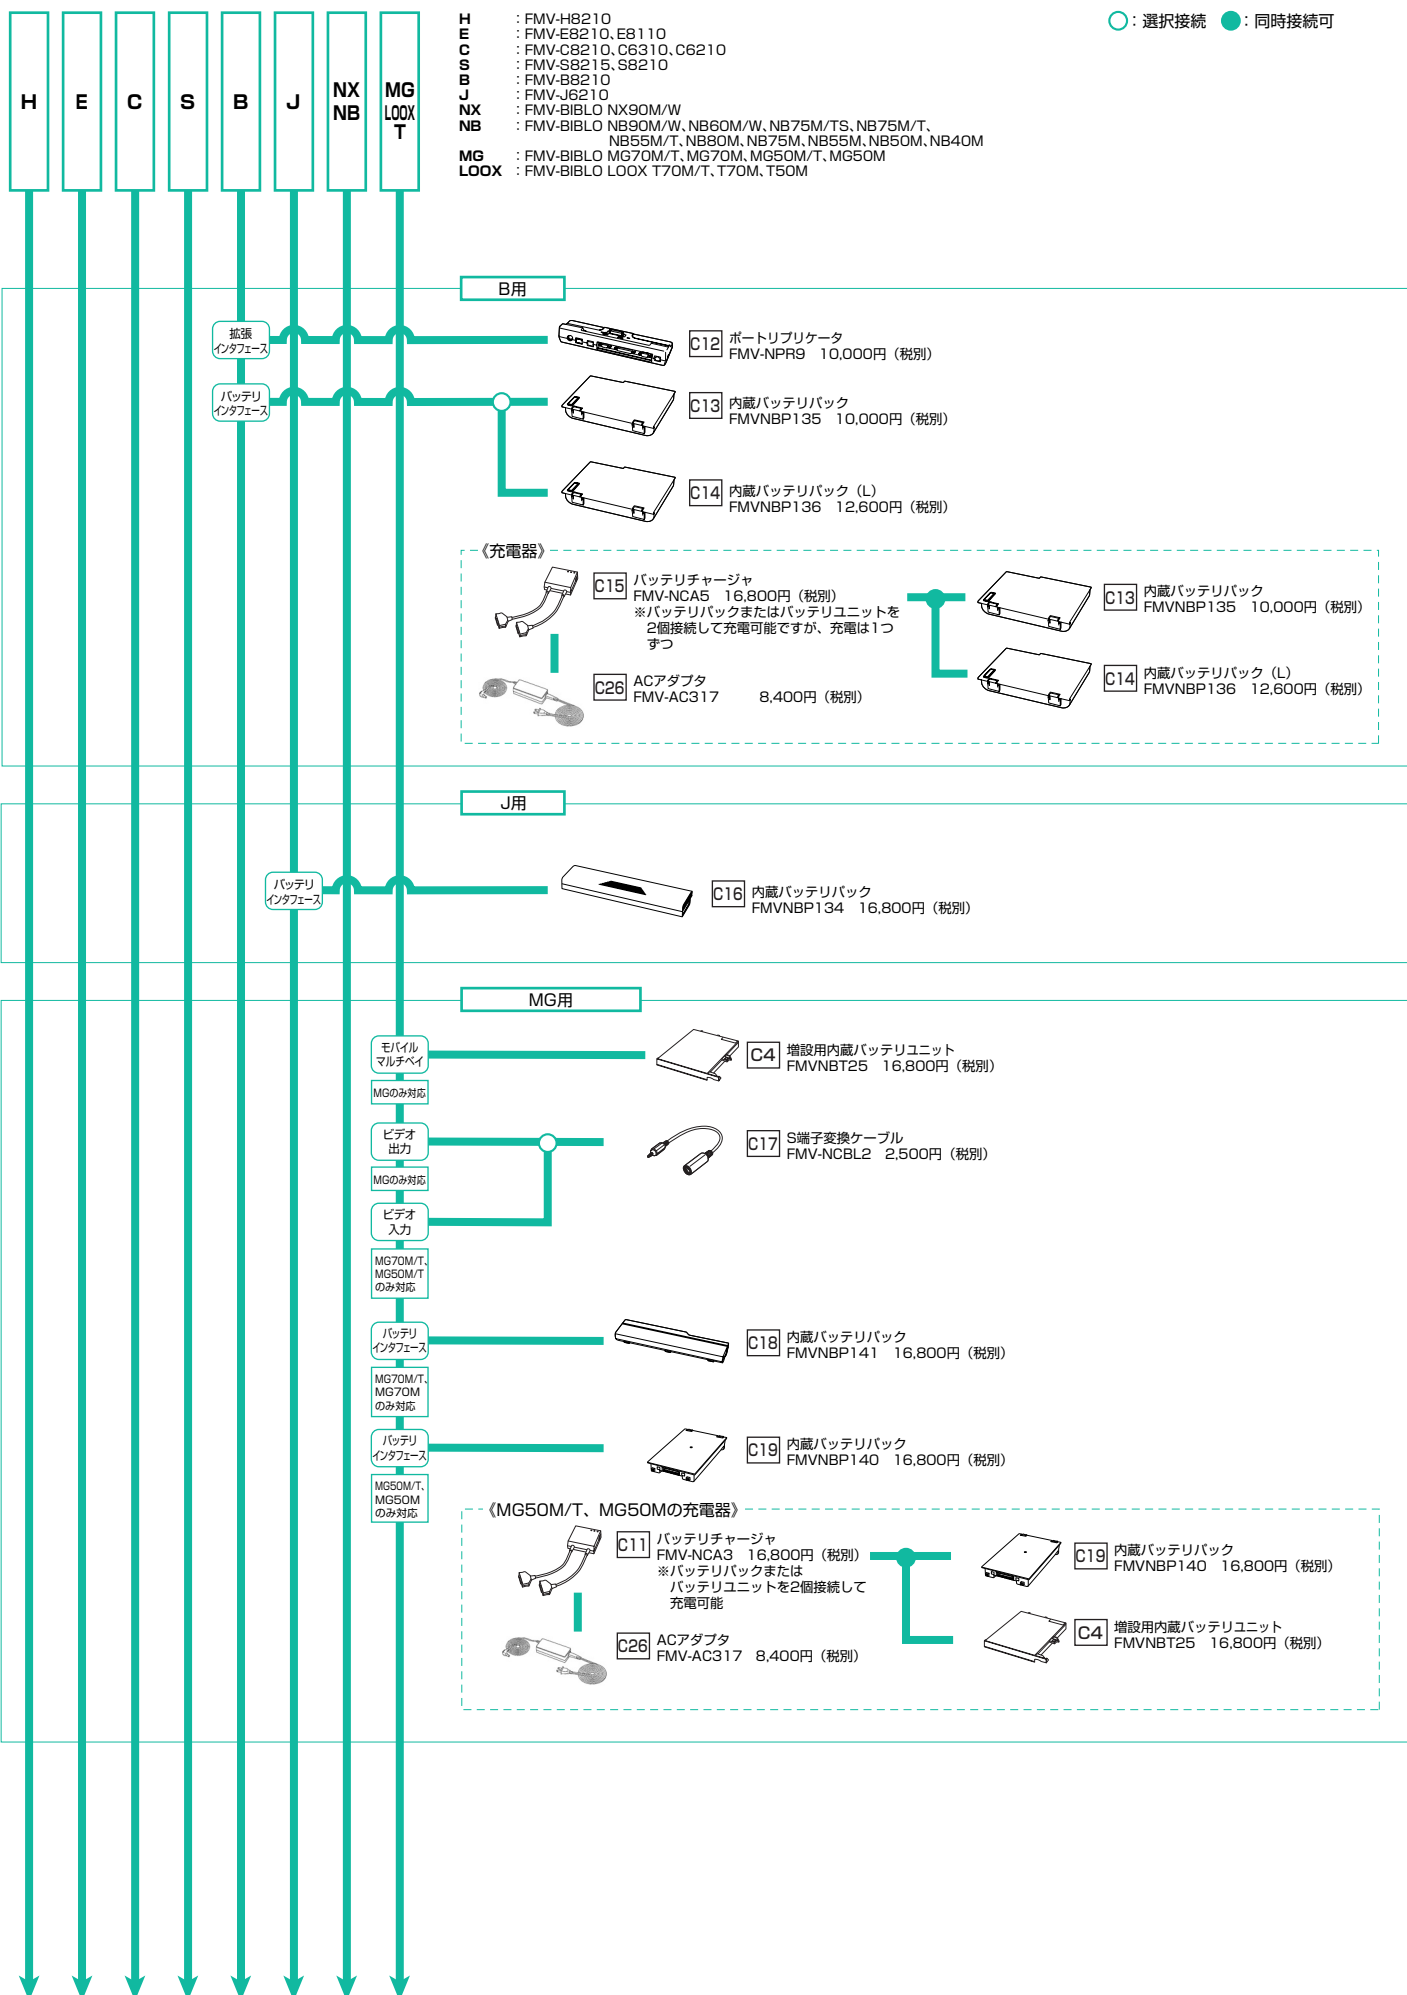 H
E
C
S
B
J
NX
NB
MG
LOOX
T
H : FMV-H8210
E : FMV-E8210、E8110
C : FMV-C8210、C6310、C6210
S : FMV-S8215、S8210
B : FMV-B8210
J : FMV-J6210
NX : FMV-BIBLO NX90M/W
NB : FMV-BIBLO NB90M/W、NB60M/W、NB75M/TS、NB75M/T、
NB55M/T、NB80M、NB75M、NB55M、NB50M、NB40M
MG : FMV-BIBLO MG70M/T、MG70M、MG50M/T、MG50M
LOOX : FMV-BIBLO LOOX T70M/T、T70M、T50M
○：選択接続 ●：同時接続可
B用
拡張
インタフェース
C12 ポートリプリケータ
FMV-NPR9 10,000円（税別）
バッテリ
インタフェース
C13 内蔵バッテリパック
FMVNBP135 10,000円（税別）
C14 内蔵バッテリパック（L）
FMVNBP136 12,600円（税別）
《充電器》
C15 バッテリチャージャ
FMV-NCA5 16,800円（税別）
※バッテリパックまたはバッテリユニットを
2個接続して充電可能ですが、充電は1つ
ずつ
C26 ACアダプタ
FMV-AC317 8,400円（税別）
C13 内蔵バッテリパック
FMVNBP135 10,000円（税別）
C14 内蔵バッテリパック（L）
FMVNBP136 12,600円（税別）
J用
バッテリ
インタフェース
C16 内蔵バッテリパック
FMVNBP134 16,800円（税別）
MG用
モバイル
マルチベイ
MGのみ対応
C4 増設用内蔵バッテリユニット
FMVNBT25 16,800円（税別）
ビデオ
出力
MGのみ対応
C17 S端子変換ケーブル
FMV-NCBL2 2,500円（税別）
ビデオ
入力
MG70M/T、
MG50M/T
のみ対応
バッテリ
インタフェース
MG70M/T、
MG70M
のみ対応
C18 内蔵バッテリパック
FMVNBP141 16,800円（税別）
バッテリ
インタフェース
MG50M/T、
MG50M
のみ対応
C19 内蔵バッテリパック
FMVNBP140 16,800円（税別）
《MG50M/T、MG50Mの充電器》
C11 バッテリチャージャ
FMV-NCA3 16,800円（税別）
※バッテリパックまたは
バッテリユニットを2個接続して
充電可能
C26 ACアダプタ
FMV-AC317 8,400円（税別）
C19 内蔵バッテリパック
FMVNBP140 16,800円（税別）
C4 増設用内蔵バッテリユニット
FMVNBT25 16,800円（税別）